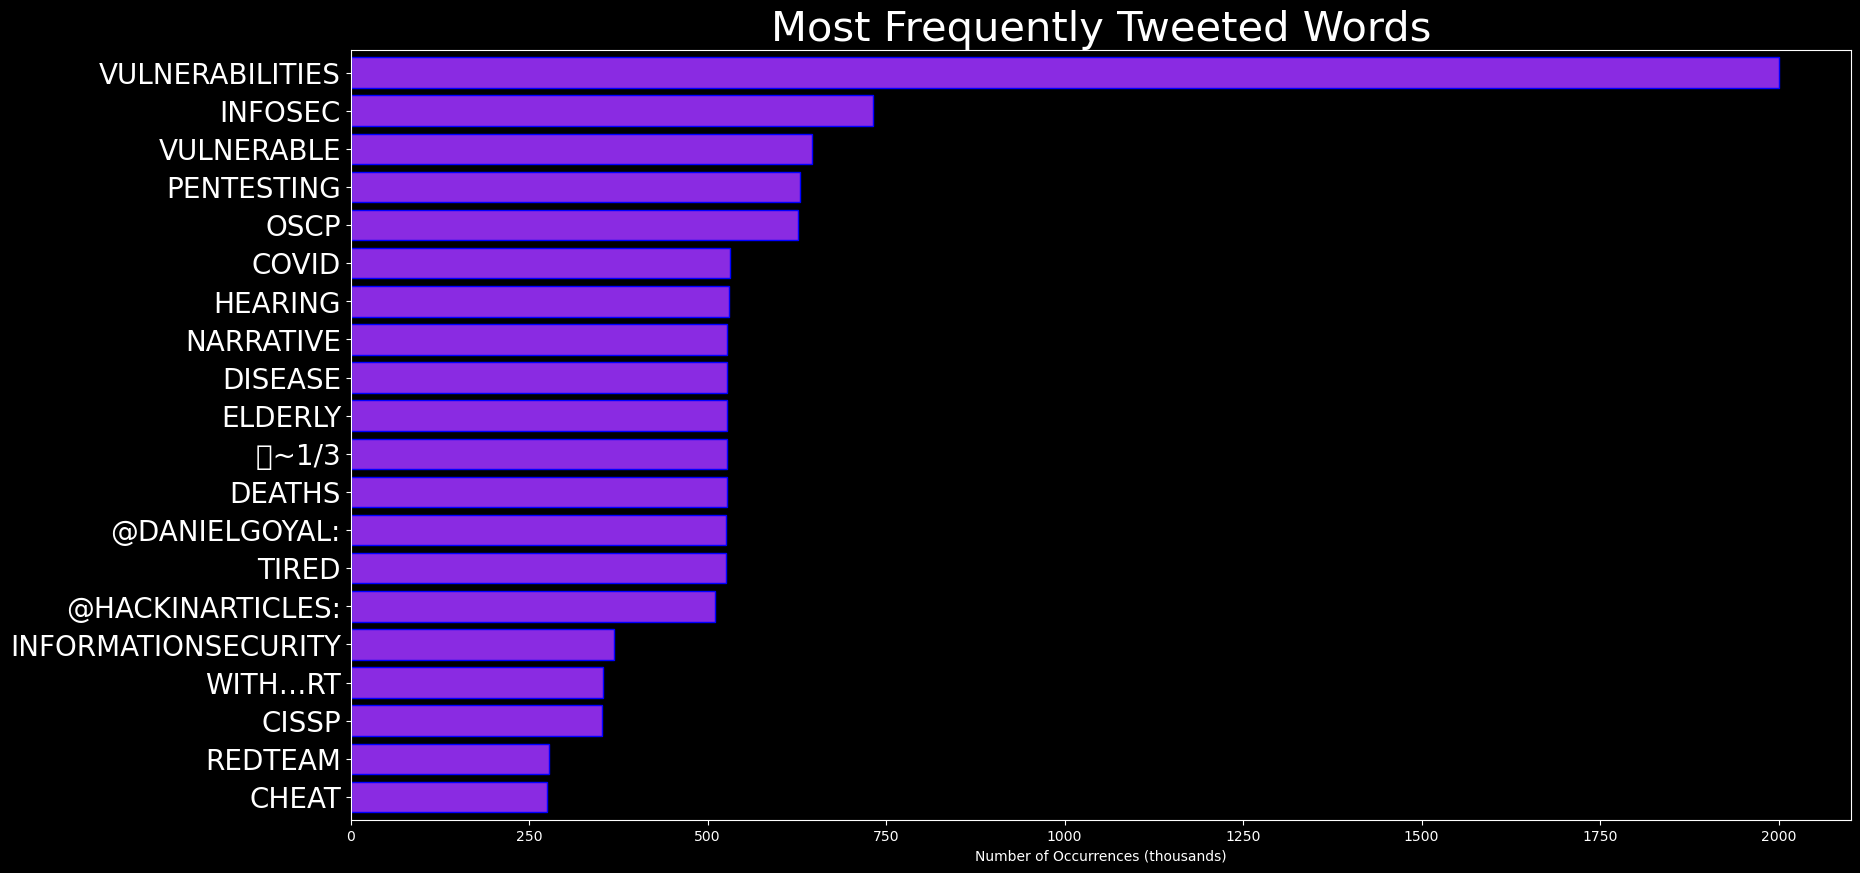 Most Frequently Tweeted Words
VULNERABILITIES
INFOSEC
VULNERABLE
PENTESTING
OSCP
COVID
HEARING
NARRATIVE
DISEASE
ELDERLY
▯~1/3
DEATHS
@DANIELGOYAL:
TIRED
@HACKINARTICLES:
INFORMATIONSECURITY
WITH…RT
CISSP
REDTEAM
CHEAT
0 250 500 750 1000 1250 1500 1750 2000
Number of Occurrences (thousands)